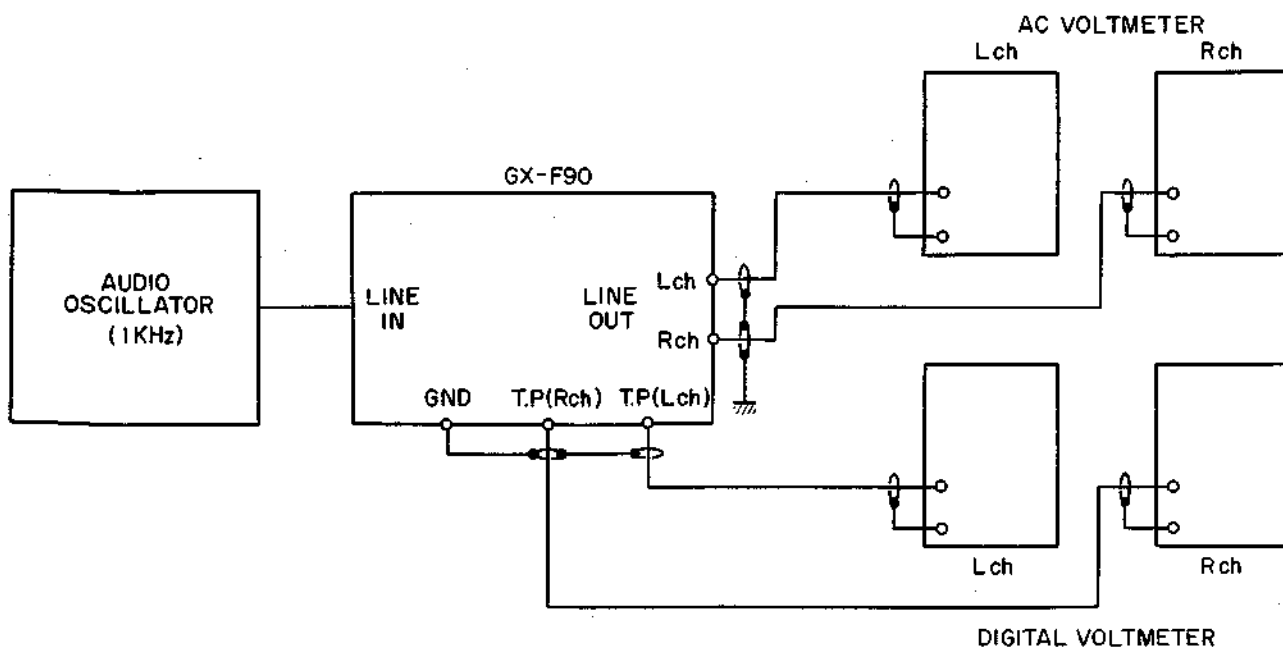 AC VOLTMETER
Lch
Rch
GX-F90
AUDIO
OSCILLATOR
(1KHz)
LINE
IN
LINE
OUT
Lch
Rch
GND
T.P(Rch)
T.P(Lch)
Lch
Rch
DIGITAL VOLTMETER